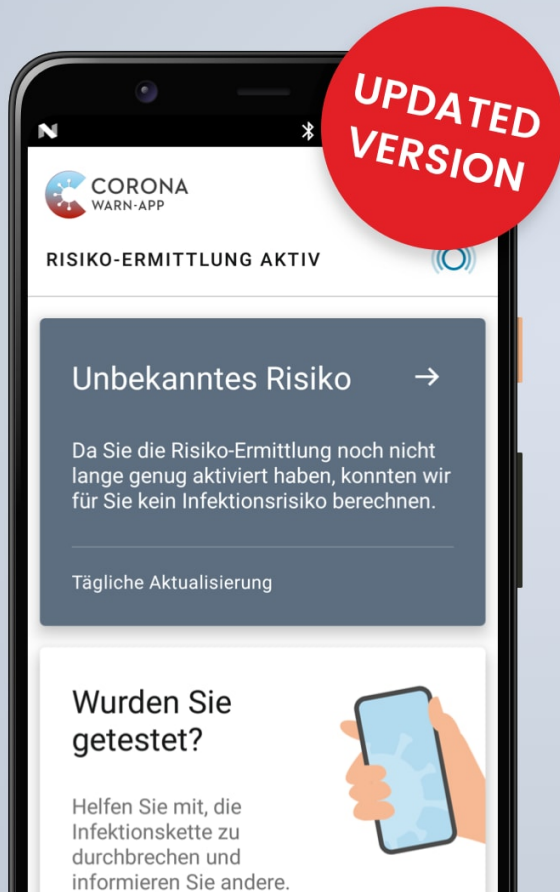 UPDATED
VERSION
CORONA
WARN-APP
RISIKO-ERMITTLUNG AKTIV
Unbekanntes Risiko
Da Sie die Risiko-Ermittlung noch nicht
lange genug aktiviert haben, konnten wir
für Sie kein Infektionsrisiko berechnen.
Tägliche Aktualisierung
Wurden Sie
getestet?
Helfen Sie mit, die
Infektionskette zu
durchbrechen und
informieren Sie andere.